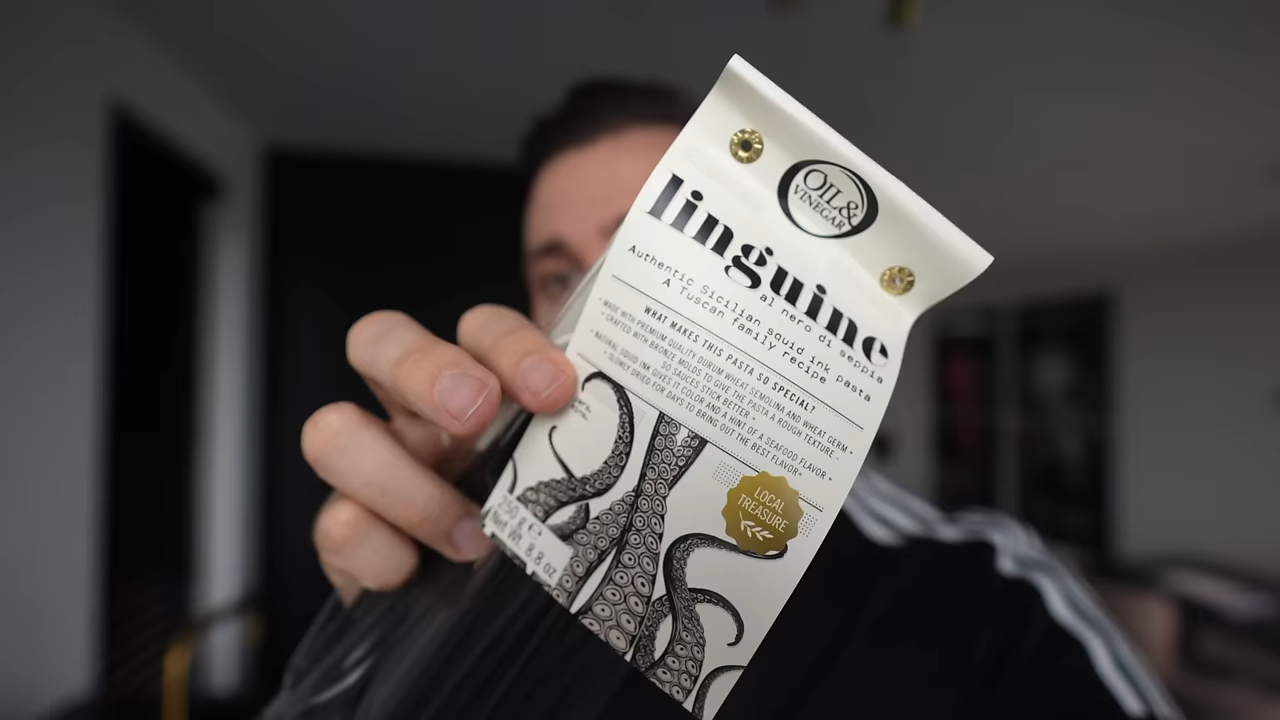 OIL &
VINEGAR
linguine
al nero di seppia
Authentic Sicilian squid ink pasta
A Tuscan family recipe
WHAT MAKES THIS PASTA SO SPECIAL?
• MADE WITH PREMIUM QUALITY DURUM WHEAT SEMOLINA AND WHEAT GERM •
• CRAFTED WITH BRONZE MOLDS TO GIVE THE PASTA A ROUGH TEXTURE
SO SAUCES STICK BETTER •
• NATURAL SQUID INK GIVES IT COLOR AND A HINT OF A SEAFOOD FLAVOR •
• SLOWLY DRIED FOR DAYS TO BRING OUT THE BEST FLAVOR •
LOCAL
TREASURE
250 g e
Net Wt. 8.8 oz